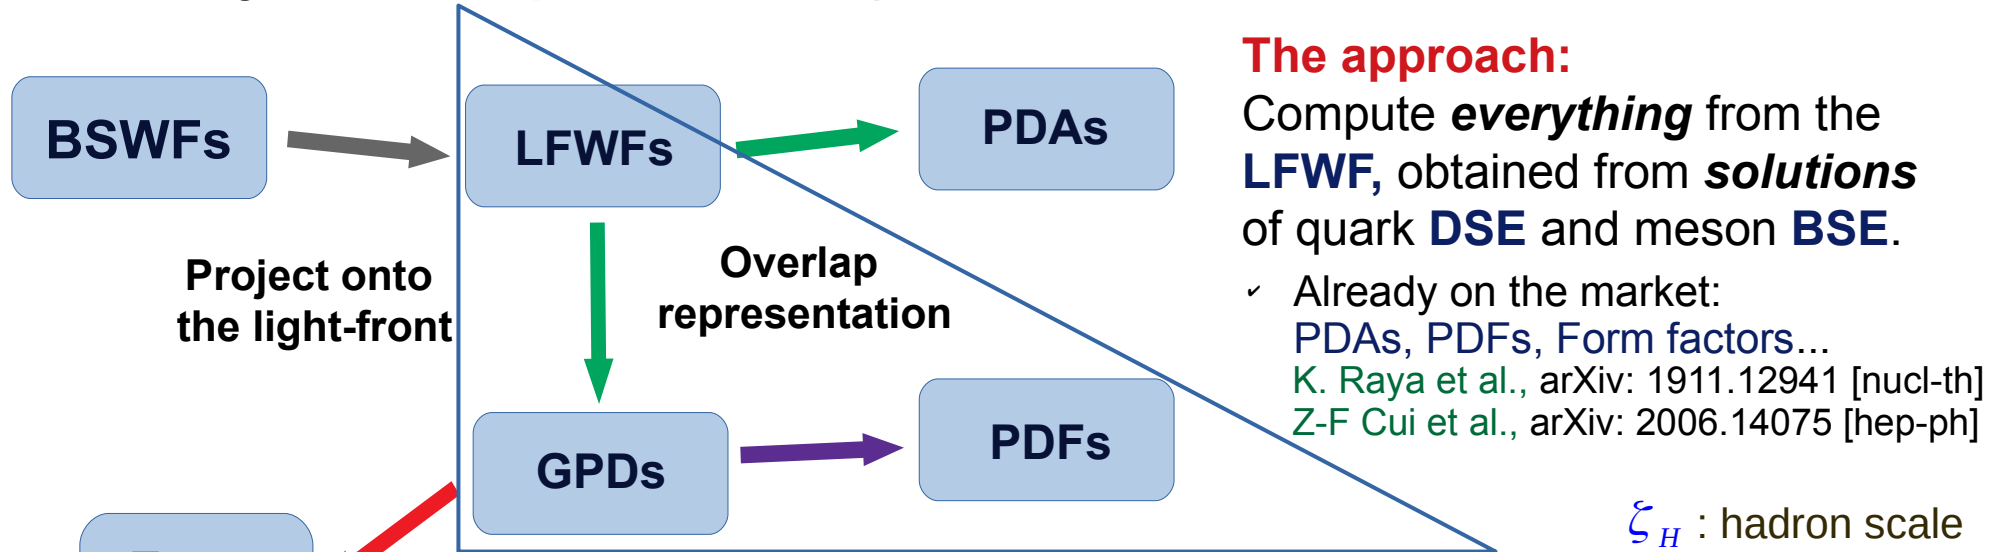 BSWFs
LFWFs
PDAs
Project onto
the light-front
Overlap
representation
GPDs
PDFs
The approach:
Compute everything from the
LFWF, obtained from solutions
of quark DSE and meson BSE.
✔ Already on the market:
PDAs, PDFs, Form factors...
K. Raya et al., arXiv: 1911.12941 [nucl-th]
Z-F Cui et al., arXiv: 2006.14075 [hep-ph]
ζ_H : hadron scale